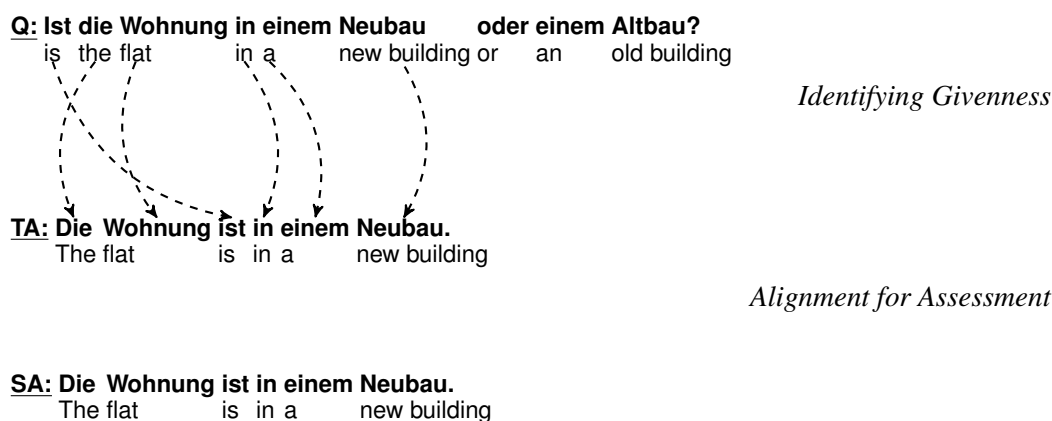 Q: Ist die Wohnung in einem Neubau oder einem Altbau?
is the flat in a new building or an old building
Identifying Givenness
TA: Die Wohnung ist in einem Neubau.
The flat is in a new building
Alignment for Assessment
SA: Die Wohnung ist in einem Neubau.
The flat is in a new building